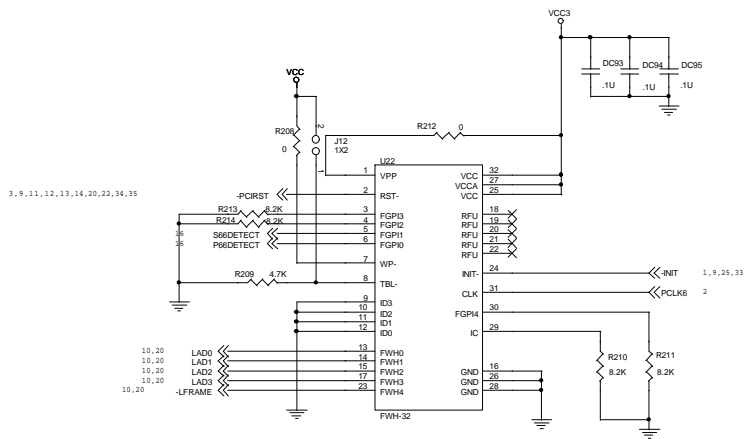 VCC3
DC93 DC94 DC95
.1U .1U .1U
VCC
R208
0
2
J12
1X2
1
R212 0
U22
3,9,11,12,13,14,20,22,34,35 -PCIRST
R213 8.2K
R214 8.2K
16 S66DETECT
16 P66DETECT
R209 4.7K
10,20 LAD0
10,20 LAD1
10,20 LAD2
10,20 LAD3
10,20 -LFRAME
1 VPP
2 RST-
3 FGPI3
4 FGPI2
5 FGPI1
6 FGPI0
7 WP-
8 TBL-
9 ID3
10 ID2
11 ID1
12 ID0
13 FWH0
14 FWH1
15 FWH2
17 FWH3
23 FWH4
VCC 32
VCCA 27
VCC 25
RFU 18
RFU 19
RFU 20
RFU 21
RFU 22
INIT- 24
CLK 31
FGPI4 30
IC 29
GND 16
GND 26
GND 28
FWH-32
-INIT 1,9,25,33
PCLK6 2
R210
8.2K
R211
8.2K